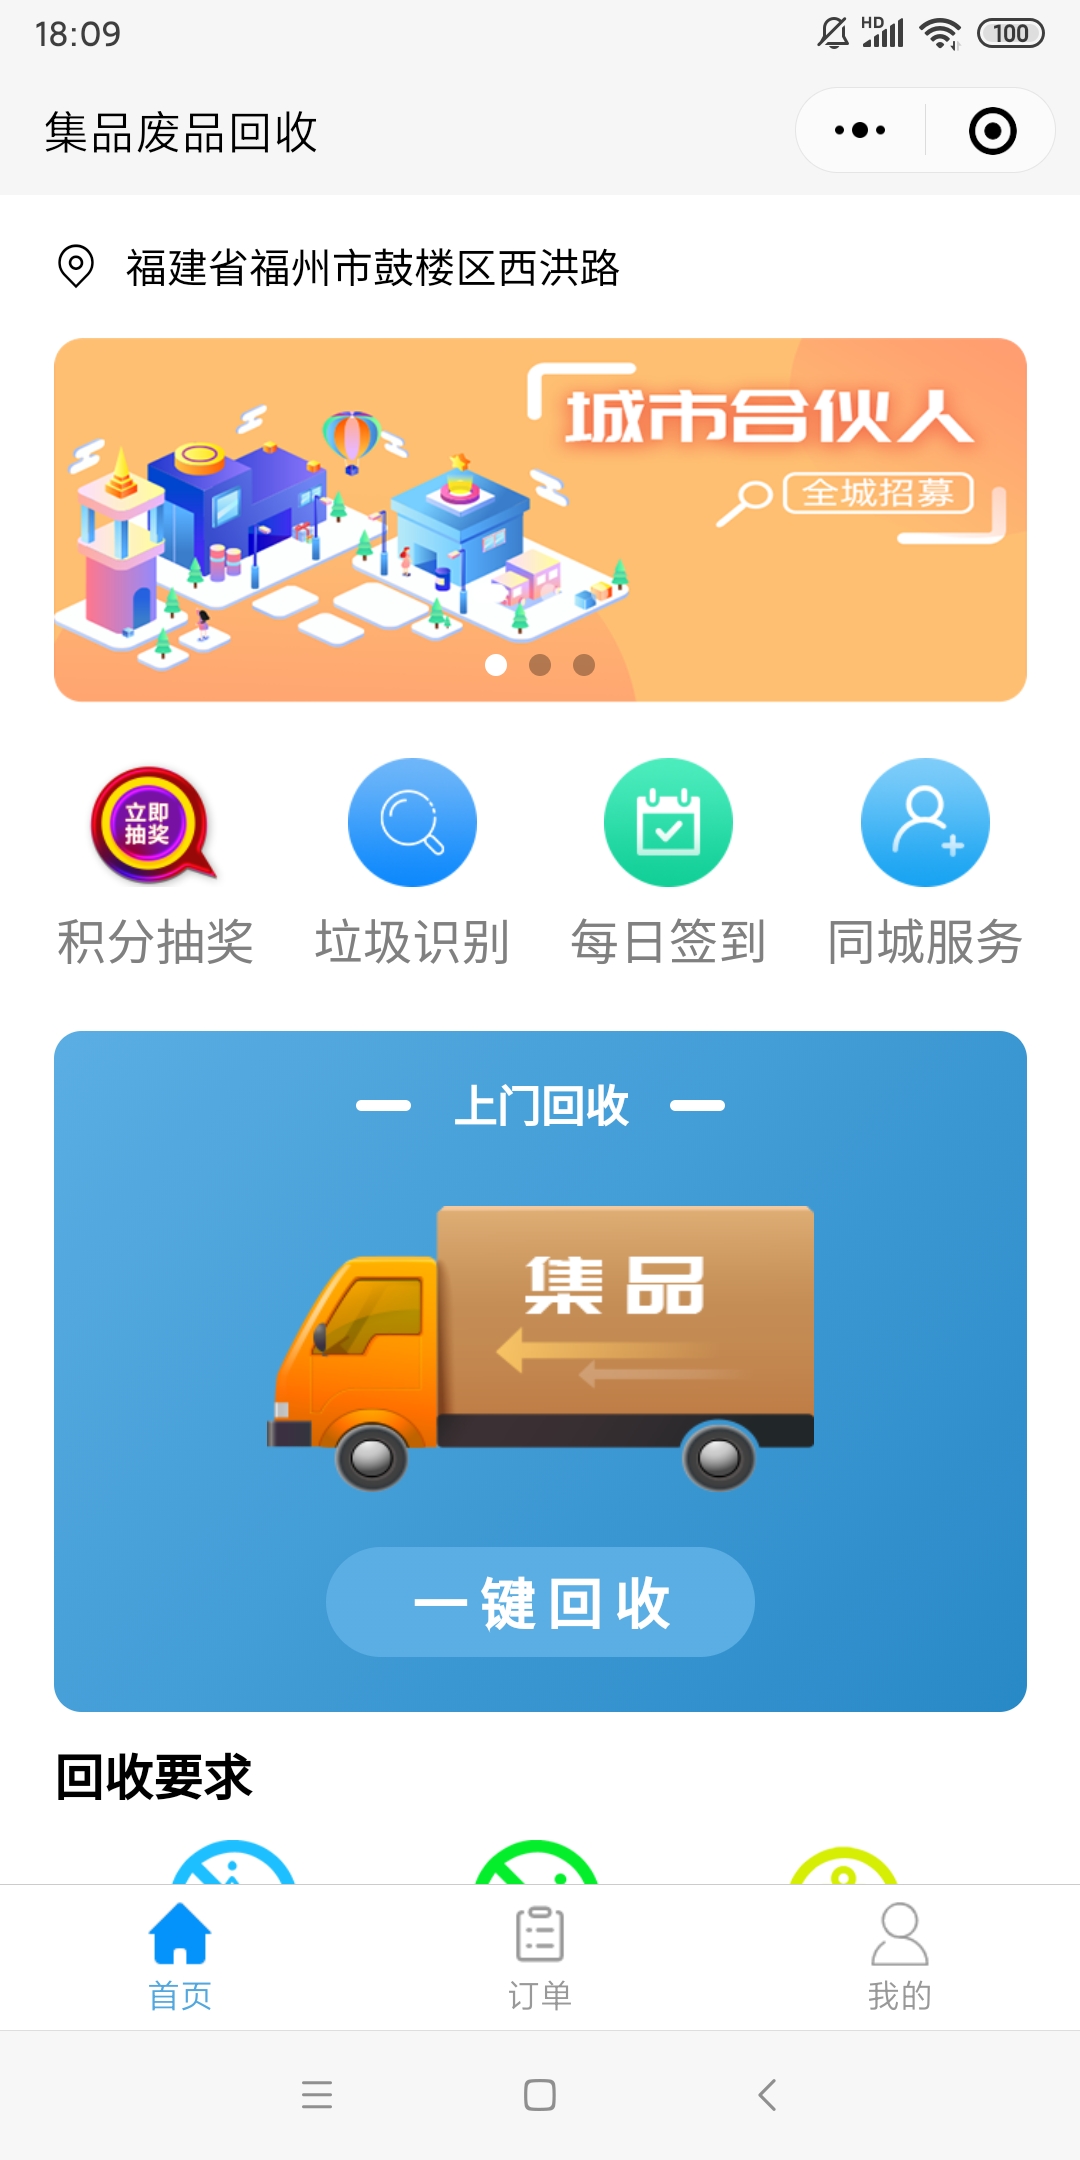 18:09
HD
100
集品废品回收
福建省福州市鼓楼区西洪路
城市合伙人
全城招募
立即
抽奖
积分抽奖
垃圾识别
每日签到
同城服务
上门回收
集品
一键回收
回收要求
首页
订单
我的